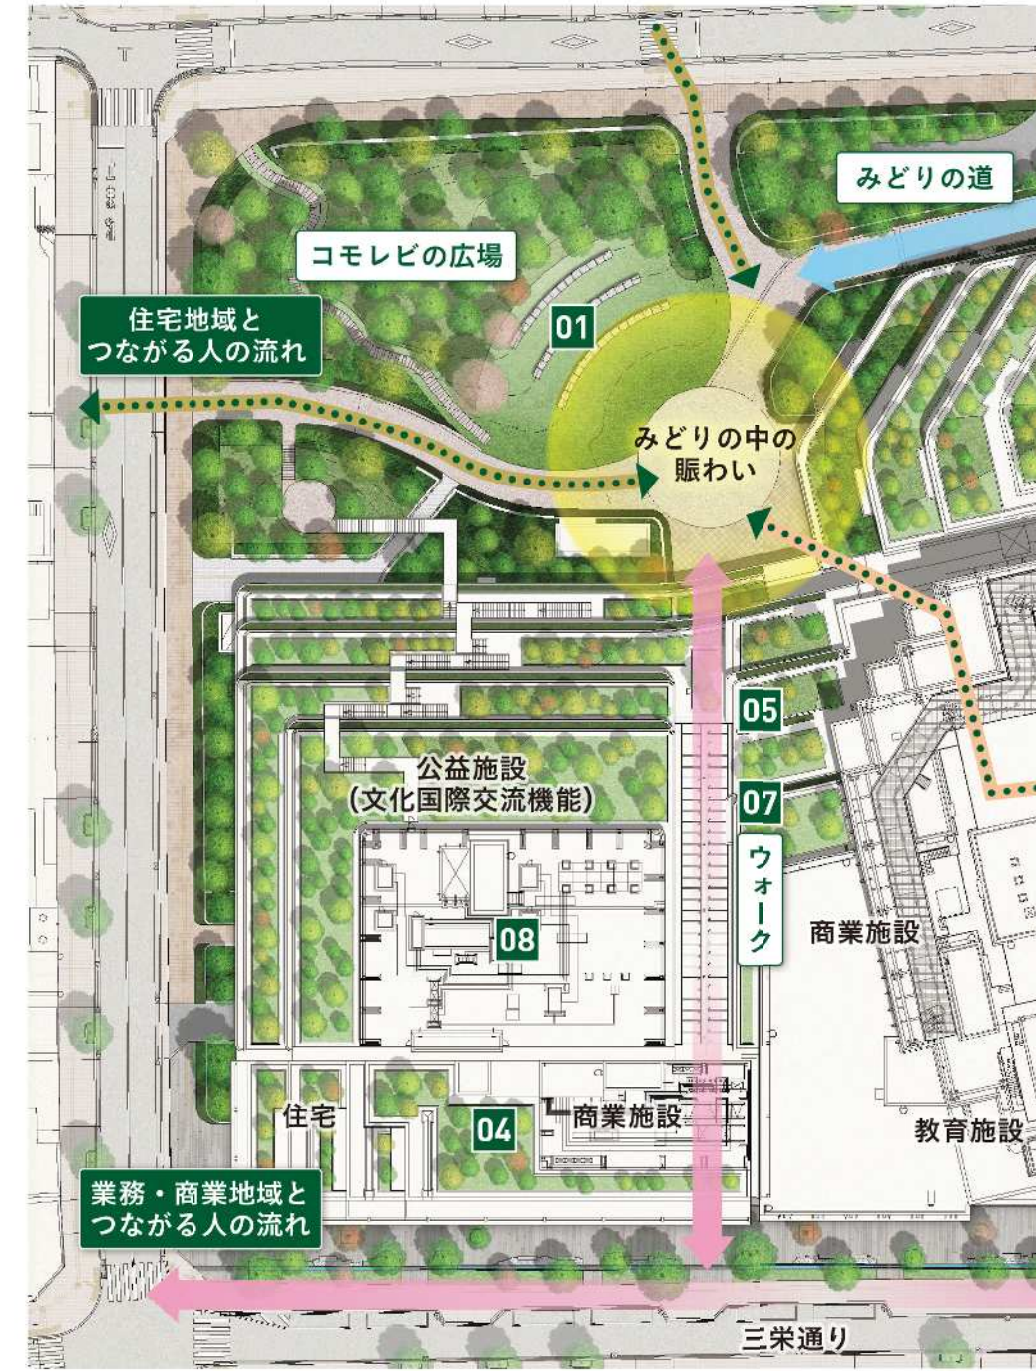 みどりの道
コモレビの広場
01
住宅地域と
つながる人の流れ
みどりの中の
賑わい
05
公益施設
(文化国際交流機能)
07
ウォーク
08
商業施設
住宅
04
商業施設
教育施設
業務・商業地域と
つながる人の流れ
三栄通り